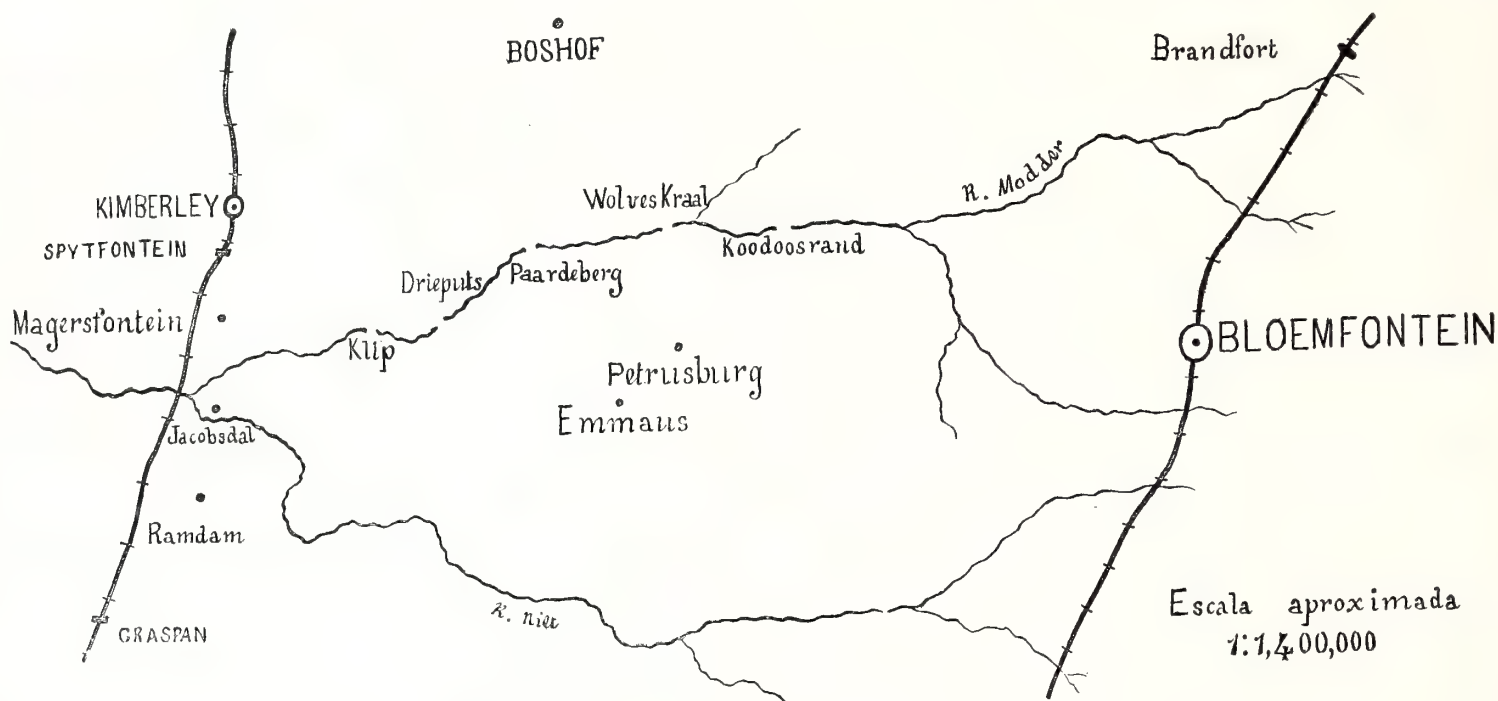 BOSHOF
Brandfort
KIMBERLEY
Wolves Kraal
R. Modder
SPYTFONTEIN
Koodoosrand
Drieputs
Paardeberg
Magersfontein
BLOEMFONTEIN
Klip
Petrusburg
Emmaus
Jacobsdal
Ramdam
R.
GRASPAN
Escala aproximada
1:1,400,000